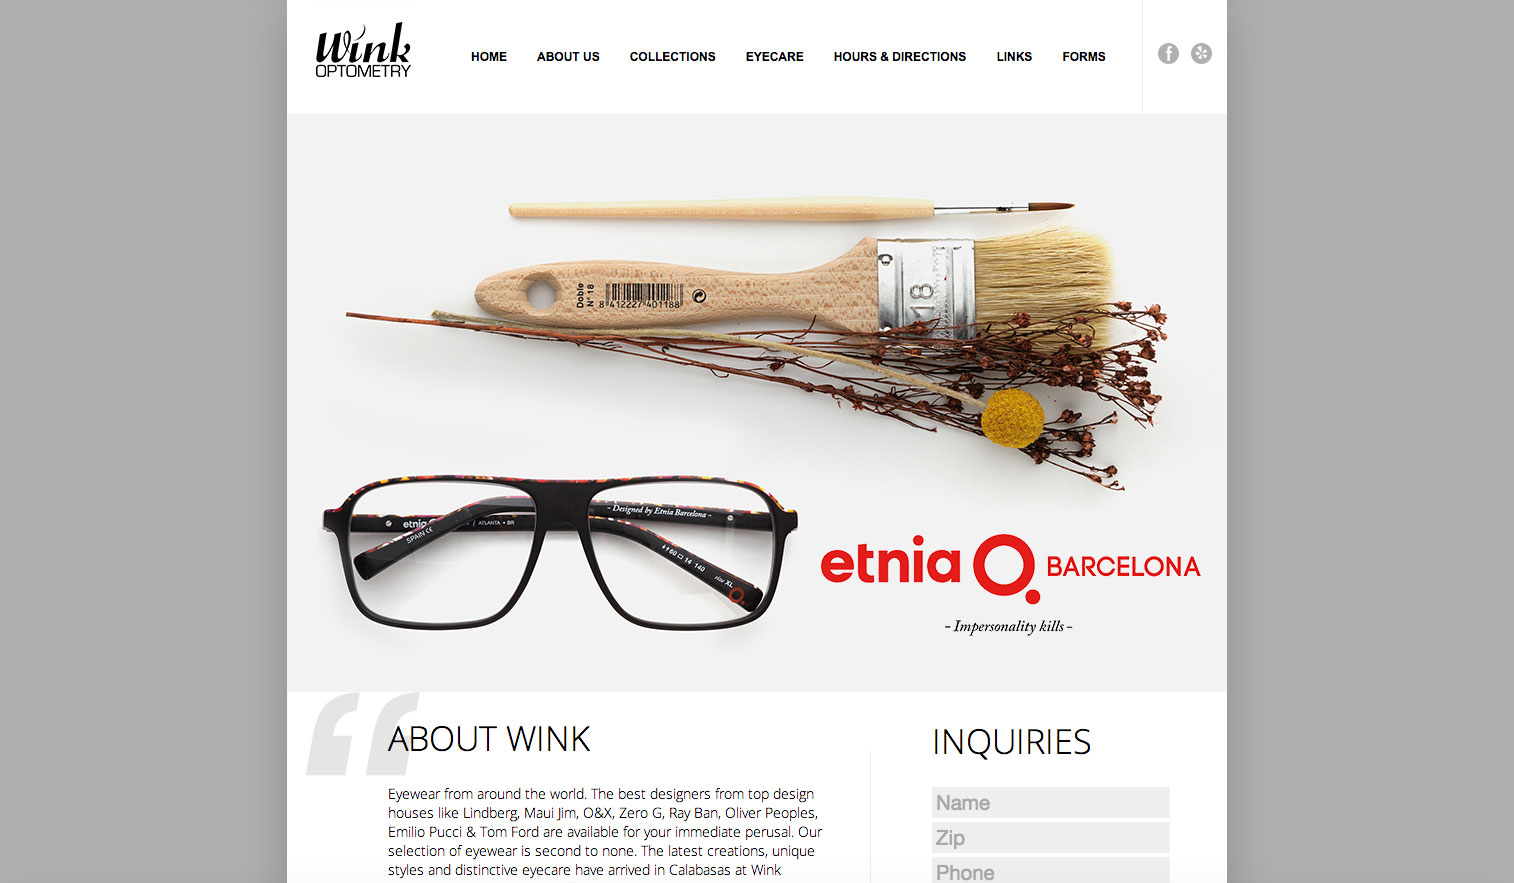 Wink
OPTOMETRY
HOME ABOUT US COLLECTIONS EYECARE HOURS & DIRECTIONS LINKS FORMS
Doble
N° 18
8 412227 401188
18
etnia / ATLANTA • BR
- Designed by Etnia Barcelona -
SPAIN CE
60 □ 14 140
size XL
etnia BARCELONA
- Impersonality kills -
“
ABOUT WINK
Eyewear from around the world. The best designers from top design
houses like Lindberg, Maui Jim, O&X, Zero G, Ray Ban, Oliver Peoples,
Emilio Pucci & Tom Ford are available for your immediate perusal. Our
selection of eyewear is second to none. The latest creations, unique
styles and distinctive eyecare have arrived in Calabasas at Wink
INQUIRIES
Name
Zip
Phone